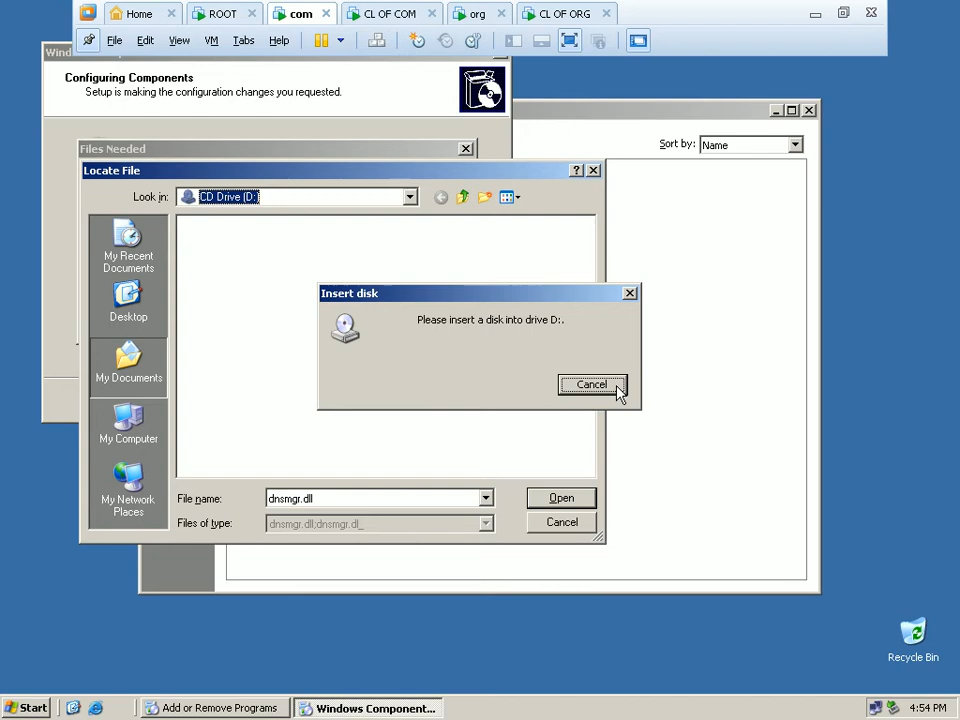 Home
ROOT
com
CL OF COM
org
CL OF ORG
File
Edit
View
VM
Tabs
Help
Configuring Components
Setup is making the configuration changes you requested.
Sort by:
Name
Files Needed
Locate File
Look in:
CD Drive (D:)
My Recent
Documents
Desktop
My Documents
My Computer
My Network
Places
Insert disk
Please insert a disk into drive D:.
Cancel
File name:
dnsmgr.dll
Open
Files of type:
dnsmgr.dll;dnsmgr.dl_
Cancel
Recycle Bin
Start
Add or Remove Programs
Windows Component...
4:54 PM